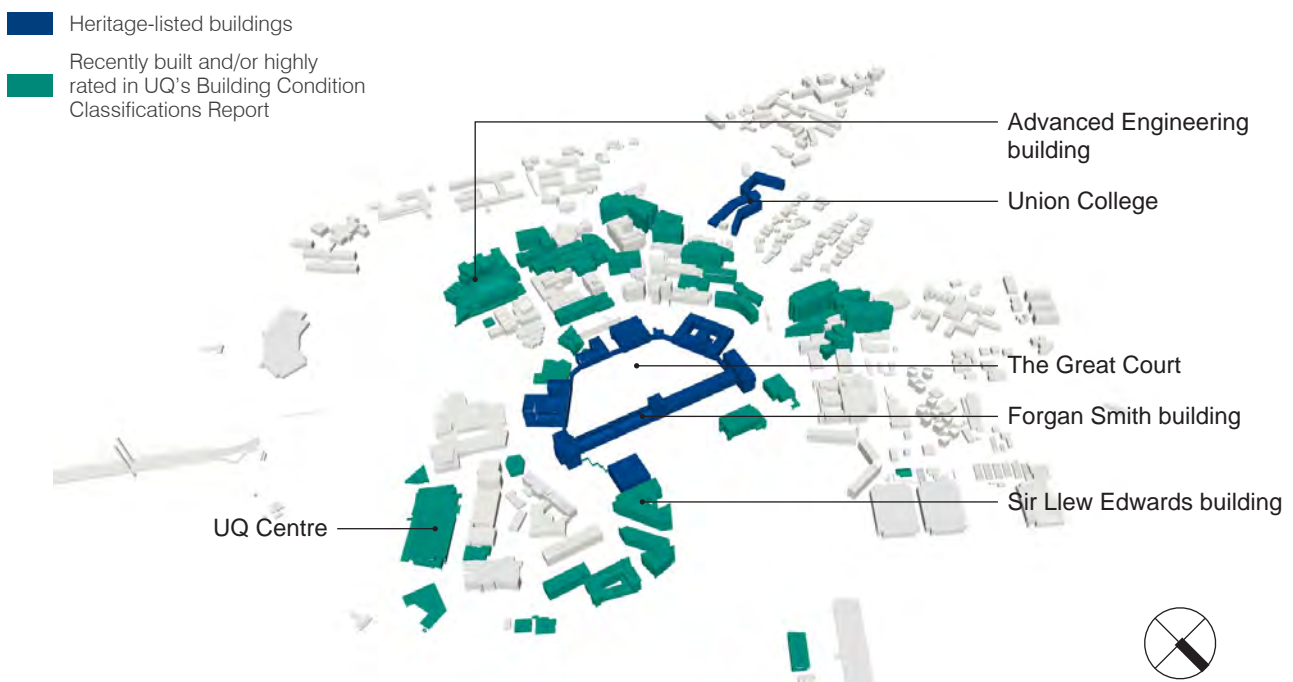 Heritage-listed buildings
Recently built and/or highly
rated in UQ's Building Condition
Classifications Report
Advanced Engineering
building
Union College
The Great Court
Forgan Smith building
Sir Llew Edwards building
UQ Centre